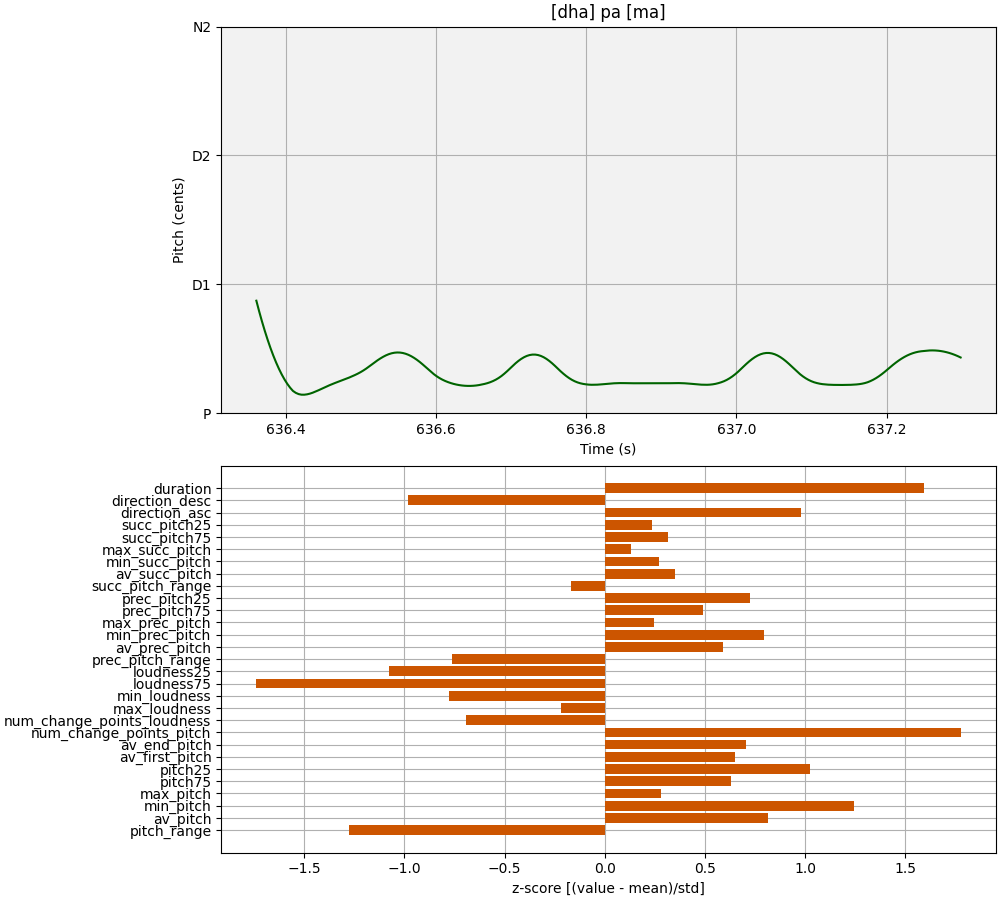 [dha] pa [ma]
N2
D2
D1
P
Pitch (cents)
636.4 636.6 636.8 637.0 637.2
Time (s)
duration
direction_desc
direction_asc
succ_pitch25
succ_pitch75
max_succ_pitch
min_succ_pitch
av_succ_pitch
succ_pitch_range
prec_pitch25
prec_pitch75
max_prec_pitch
min_prec_pitch
av_prec_pitch
prec_pitch_range
loudness25
loudness75
min_loudness
max_loudness
num_change_points_loudness
num_change_points_pitch
av_end_pitch
av_first_pitch
pitch25
pitch75
max_pitch
min_pitch
av_pitch
pitch_range
−1.5 −1.0 −0.5 0.0 0.5 1.0 1.5
z-score [(value - mean)/std]